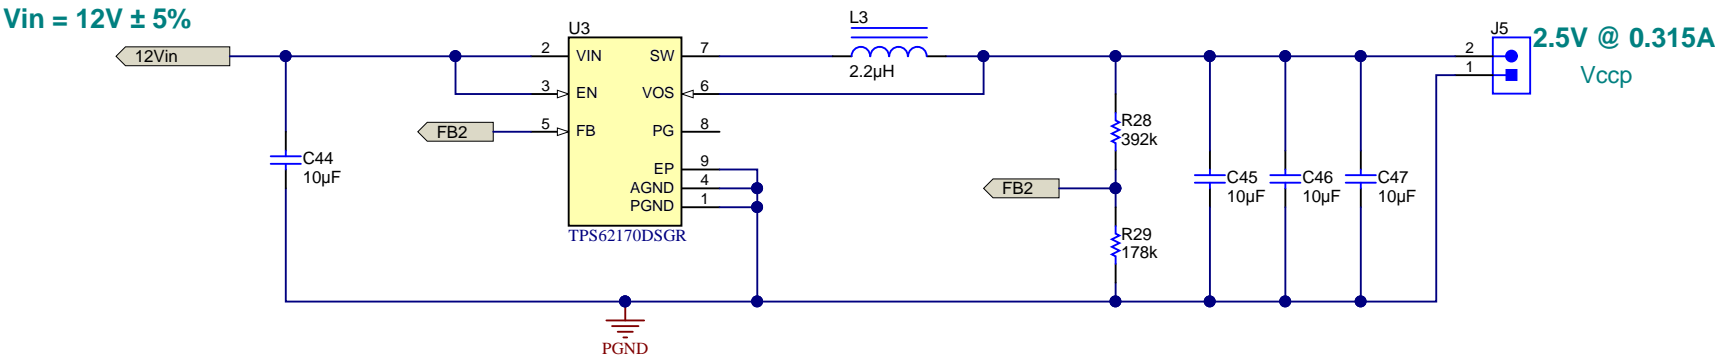 Vin = 12V ± 5%
12Vin
U3
2
VIN
SW
7
3
EN
VOS
6
FB2
5
FB
PG
8
EP
9
AGND
4
PGND
1
TPS62170DSGR
C44
10µF
L3
2.2µH
R28
392k
FB2
R29
178k
C45
10µF
C46
10µF
C47
10µF
J5
2
1
2.5V @ 0.315A
Vccp
PGND